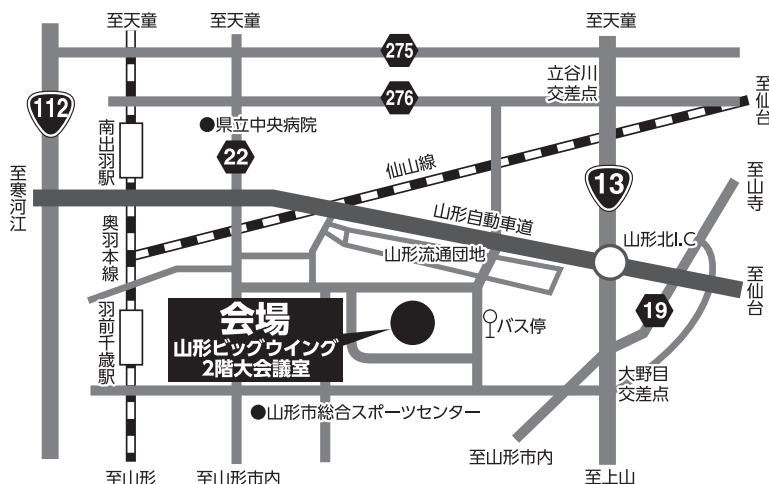 至天童
至天童
至天童
275
立谷川
交差点
至仙台
112
276
●県立中央病院
南出羽駅
22
仙山線
13
至山寺
至寒河江
山形自動車道
山形北I.C
奥羽本線
山形流通団地
至仙台
会場
山形ビッグウイング
2階大会議室
バス停
19
羽前千歳駅
大野目
交差点
●山形市総合スポーツセンター
至山形市内
至山形
至山形市内
至上山